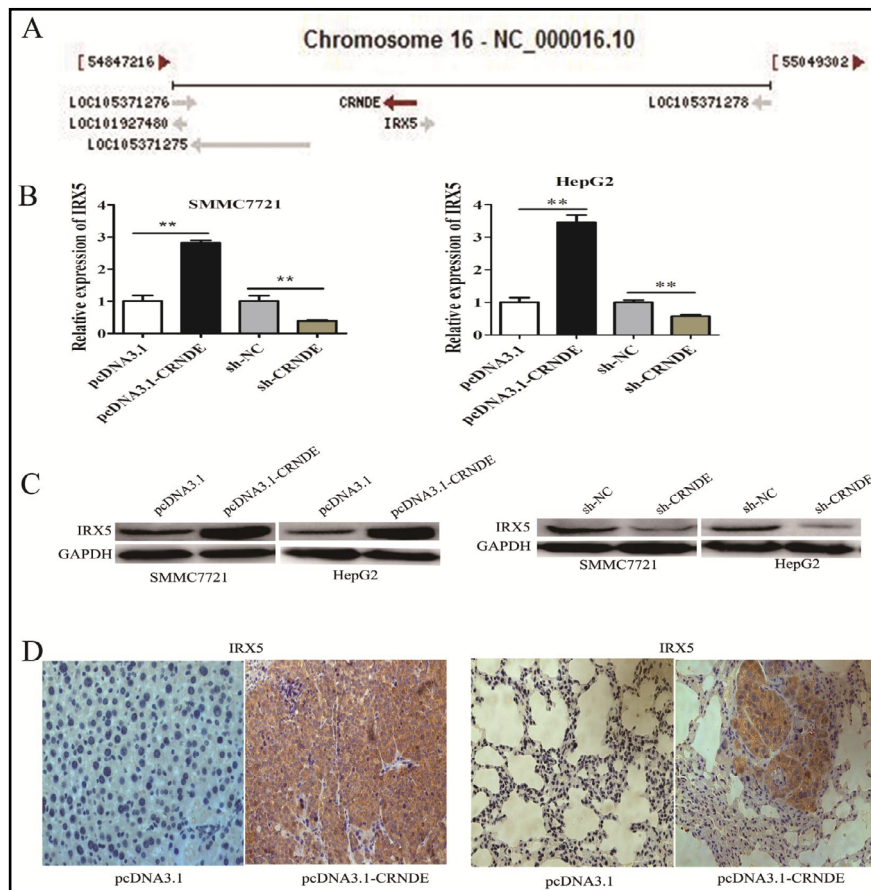 A
Chromosome 16 - NC_000016.10
[ 54847216
[ 55049302
LOC105371276
CRNDE
LOC105371278
LOC101927480
IRX5
LOC105371275
B
SMMC7721
Relative expression of IRX5
4
3
2
1
0
**
**
pcDNA3.1
pcDNA3.1-CRNDE
sh-NC
sh-CRNDE
HepG2
Relative expression of IRX5
4
3
2
1
0
**
**
pcDNA3.1
pcDNA3.1-CRNDE
sh-NC
sh-CRNDE
C
pcDNA3.1
pcDNA3.1-CRNDE
pcDNA3.1
pcDNA3.1-CRNDE
IRX5
GAPDH
SMMC7721
HepG2
sh-NC
sh-CRNDE
sh-NC
sh-CRNDE
IRX5
GAPDH
SMMC7721
HepG2
D
IRX5
IRX5
pcDNA3.1
pcDNA3.1-CRNDE
pcDNA3.1
pcDNA3.1-CRNDE